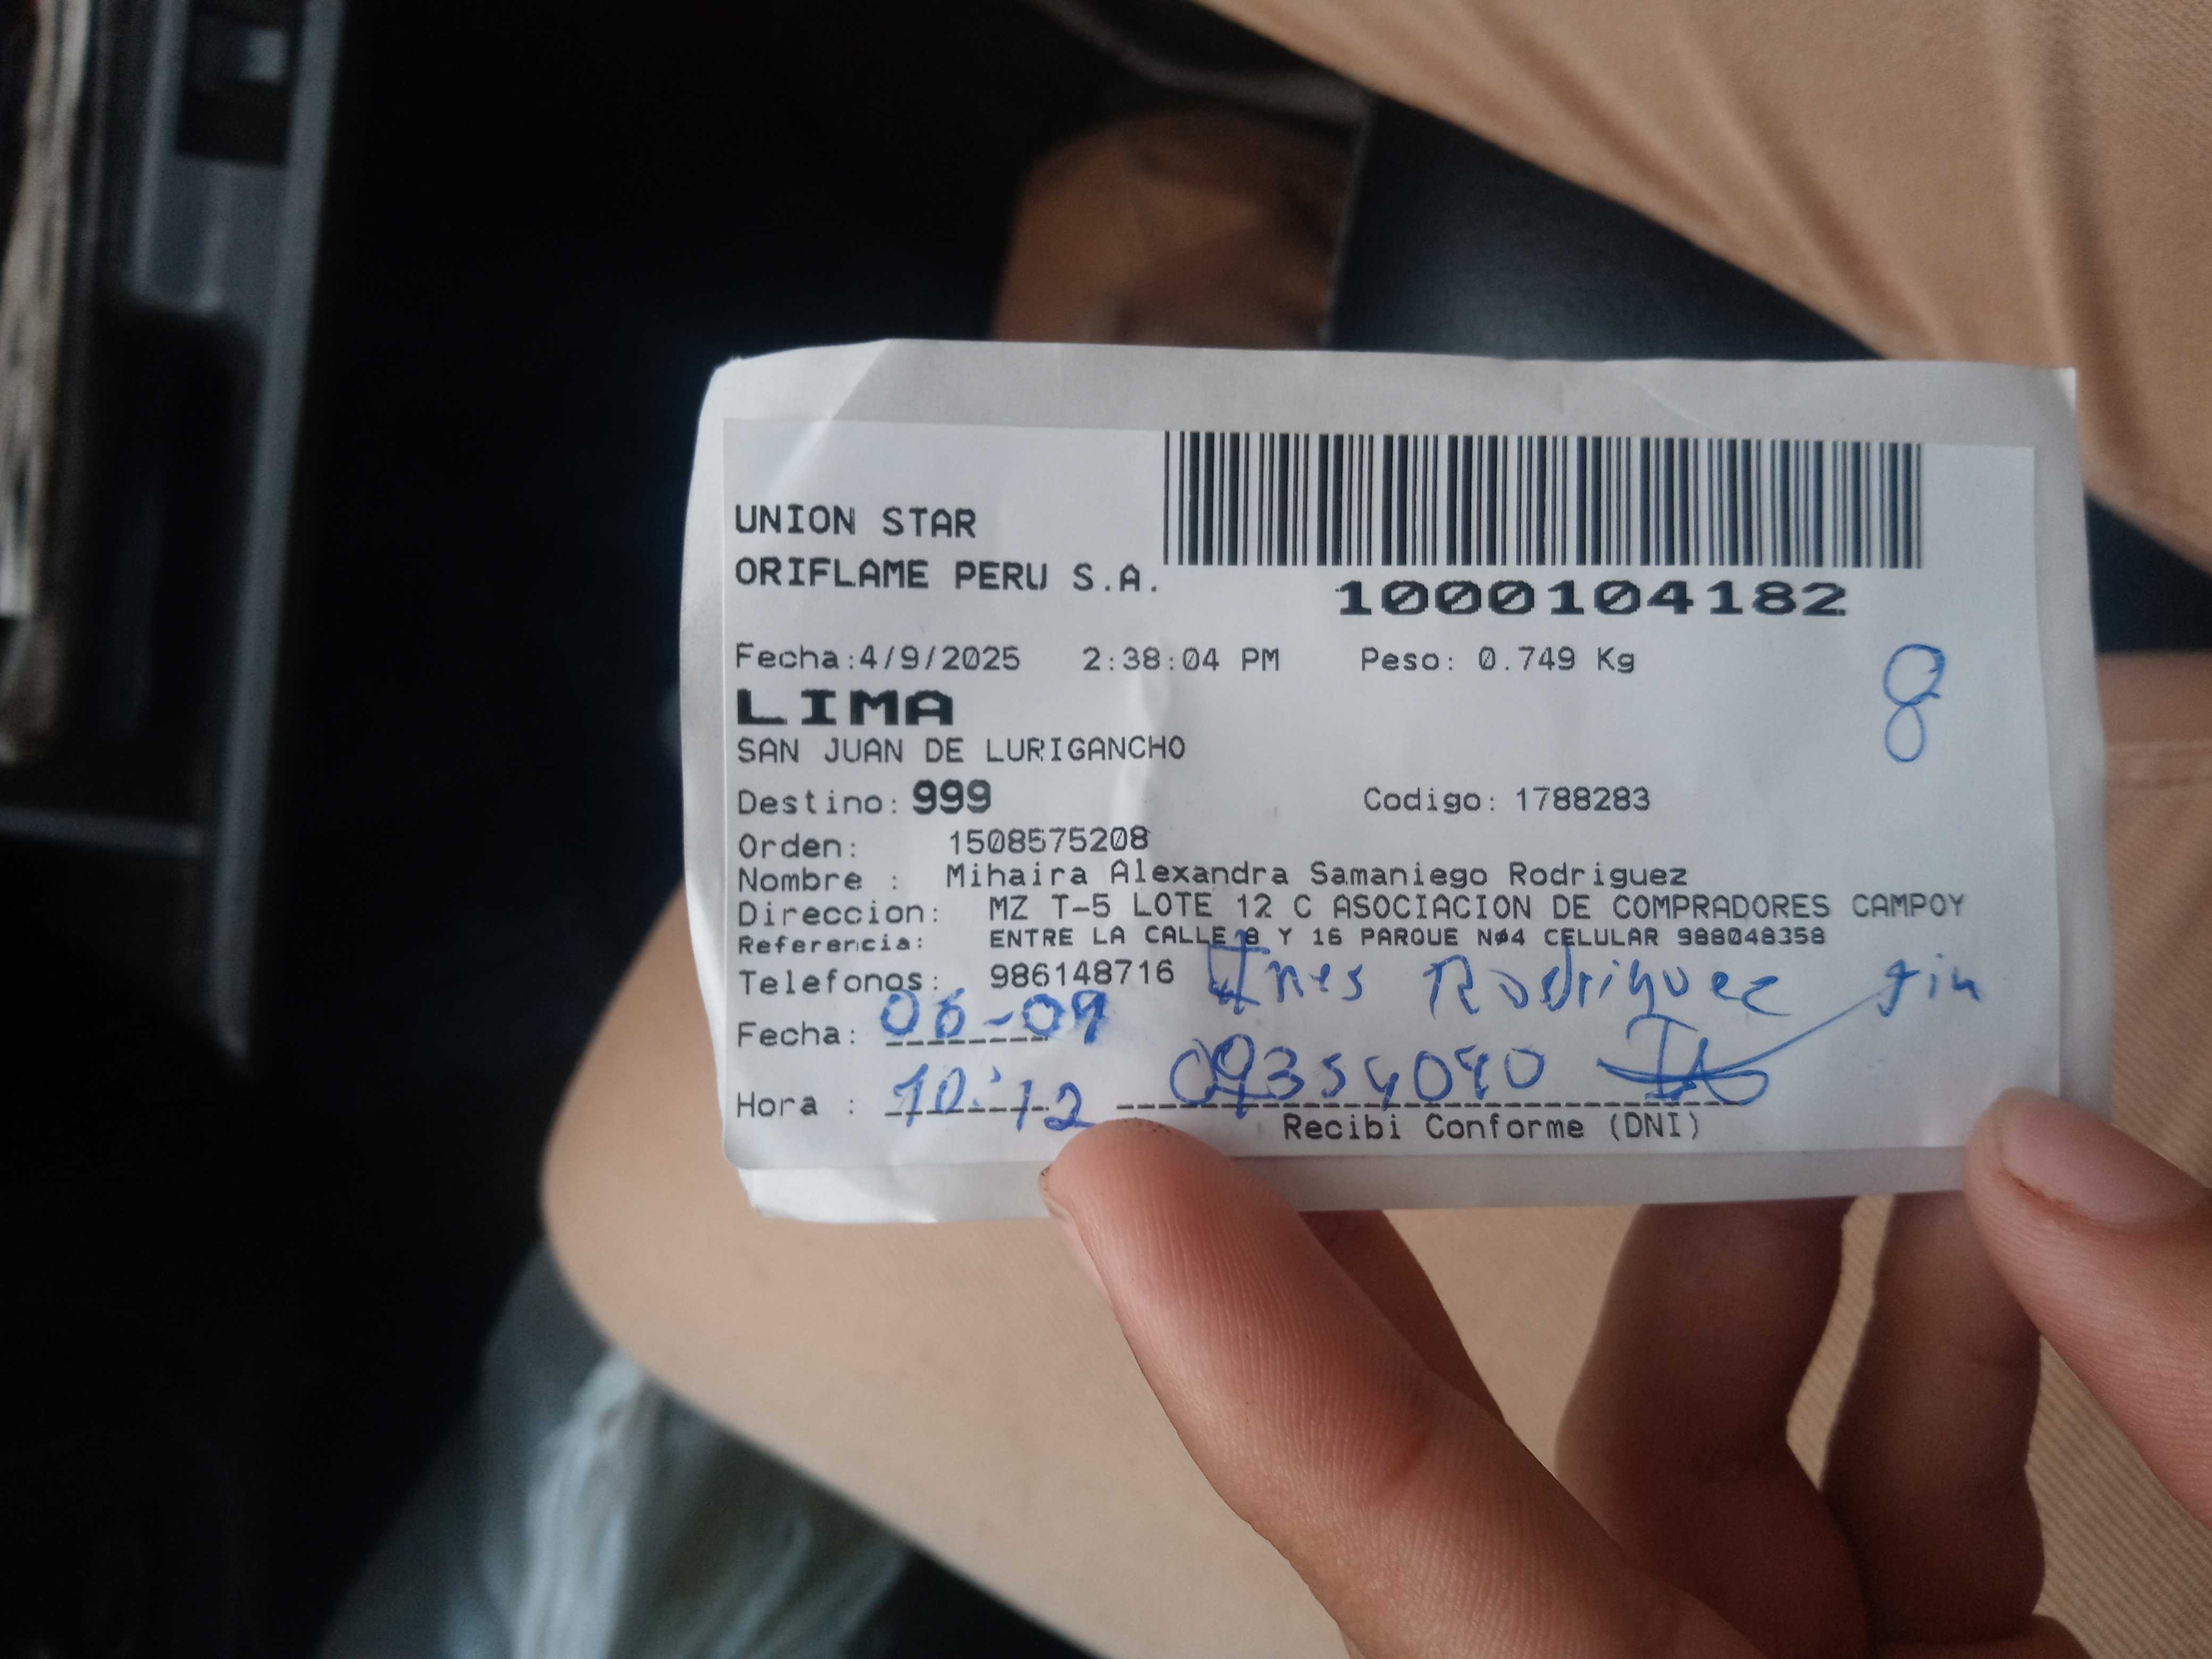 UNION STAR
ORIFLAME PERU S.A.
1000104182
Fecha:4/9/2025 2:38:04 PM Peso: 0.749 Kg
8
LIMA
SAN JUAN DE LURIGANCHO
Destino: 999 Codigo: 1788283
Orden: 1508575208
Nombre : Mihaira Alexandra Samaniego Rodriguez
Direccion: MZ T-5 LOTE 12 C ASOCIACION DE COMPRADORES CAMPOY
Referencia: ENTRE LA CALLE 8 Y 16 PARQUE Nø4 CELULAR 988048358
Telefonos: 986148716 Ines Rodriguez
Fecha: 06-09
Hora : 10:12 09354090
Recibi Conforme (DNI)